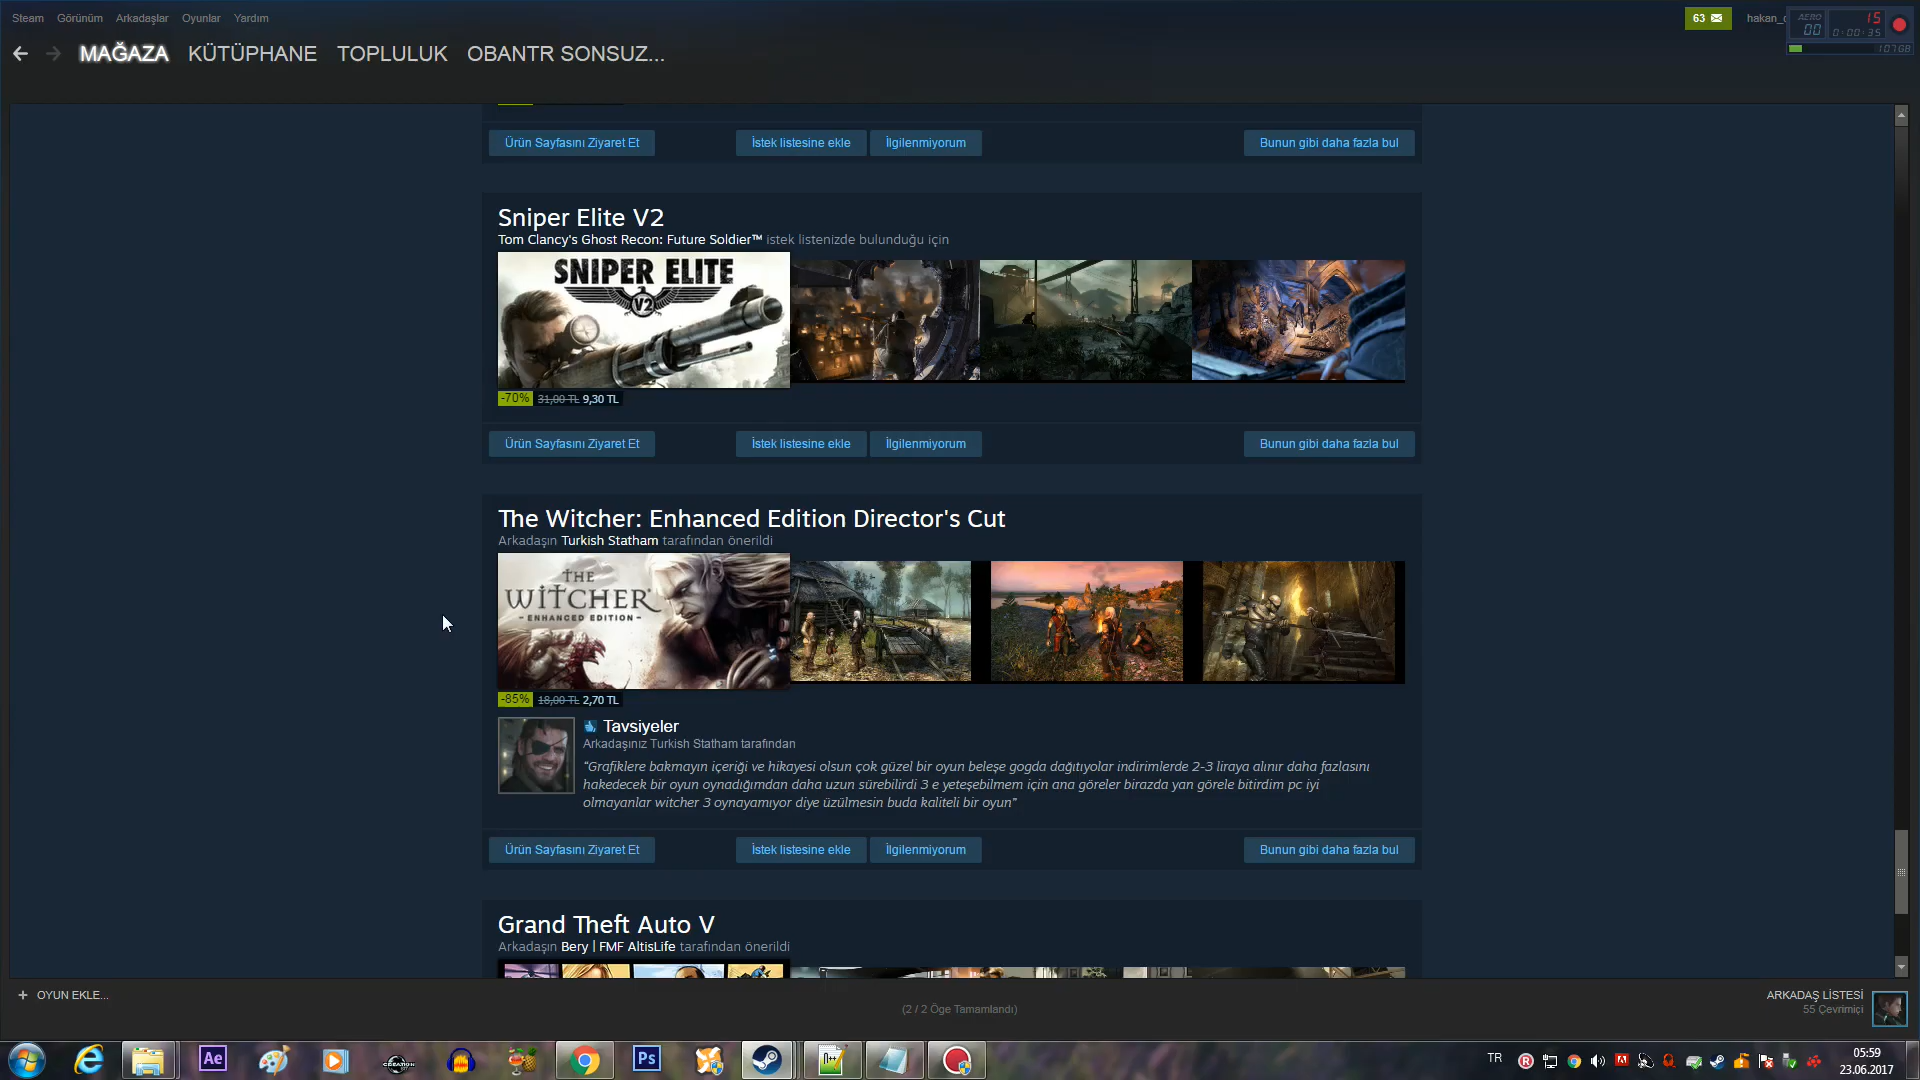 Steam Görünüm Arkadaşlar Oyunlar Yardım
63
AERO
00
15
0:00:35
107GB
MAĞAZA KÜTÜPHANE TOPLULUK OBANTR SONSUZ...
Ürün Sayfasını Ziyaret Et İstek listesine ekle İlgilenmiyorum Bunun gibi daha fazla bul
Sniper Elite V2
Tom Clancy's Ghost Recon: Future Soldier™ istek listenizde bulunduğu için
SNIPER ELITE
V2
-70% 31,00 TL 9,30 TL
Ürün Sayfasını Ziyaret Et İstek listesine ekle İlgilenmiyorum Bunun gibi daha fazla bul
The Witcher: Enhanced Edition Director's Cut
Arkadaşın Turkish Statham tarafından önerildi
THE
WITCHER
- ENHANCED EDITION -
-85% 18,00 TL 2,70 TL
Tavsiyeler
Arkadaşınız Turkish Statham tarafından
"Grafiklere bakmayın içeriği ve hikayesi olsun çok güzel bir oyun beleşe gogda dağıtıyolar indirimlerde 2-3 liraya alınır daha fazlasını
hakedecek bir oyun oynadığımdan daha uzun sürebilirdi 3 e yeteşebilmem için ana göreler birazda yan görele bitirdim pc iyi
olmayanlar witcher 3 oynayamıyor diye üzülmesin buda kaliteli bir oyun"
Ürün Sayfasını Ziyaret Et İstek listesine ekle İlgilenmiyorum Bunun gibi daha fazla bul
Grand Theft Auto V
Arkadaşın Bery | FMF AltisLife tarafından önerildi
+ OYUN EKLE...
(2 / 2 Öge Tamamlandı)
ARKADAŞ LİSTESİ
55 Çevrimiçi
Ae
CREATION
Ps
TR
05:59
23.06.2017